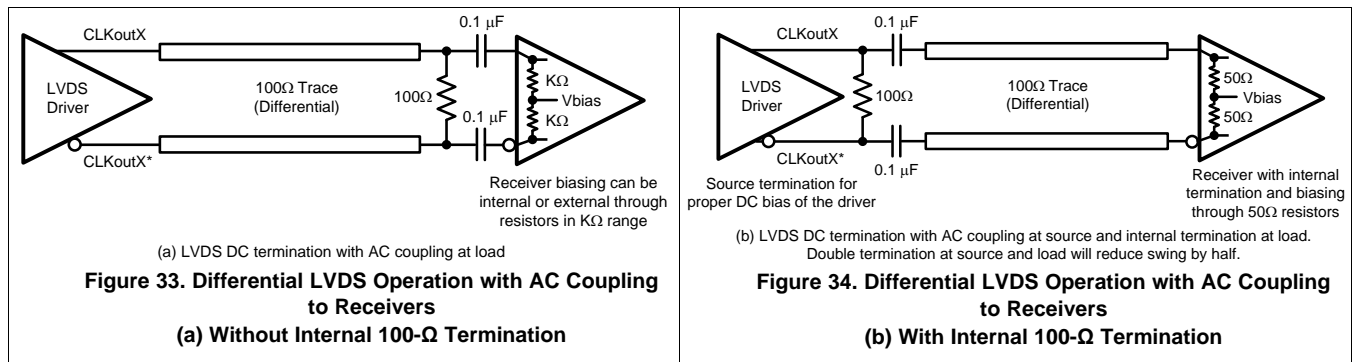 0.1 µF
CLKoutX
LVDS
Driver
100Ω Trace
(Differential)
100Ω
KΩ
Vbias
KΩ
0.1 µF
CLKoutX*
Receiver biasing can be
internal or external through
resistors in KΩ range
(a) LVDS DC termination with AC coupling at load
Figure 33. Differential LVDS Operation with AC Coupling
to Receivers
(a) Without Internal 100-Ω Termination
0.1 µF
CLKoutX
LVDS
Driver
100Ω
100Ω Trace
(Differential)
50Ω
Vbias
50Ω
CLKoutX*
0.1 µF
Source termination for
proper DC bias of the driver
Receiver with internal
termination and biasing
through 50Ω resistors
(b) LVDS DC termination with AC coupling at source and internal termination at load.
Double termination at source and load will reduce swing by half.
Figure 34. Differential LVDS Operation with AC Coupling
to Receivers
(b) With Internal 100-Ω Termination